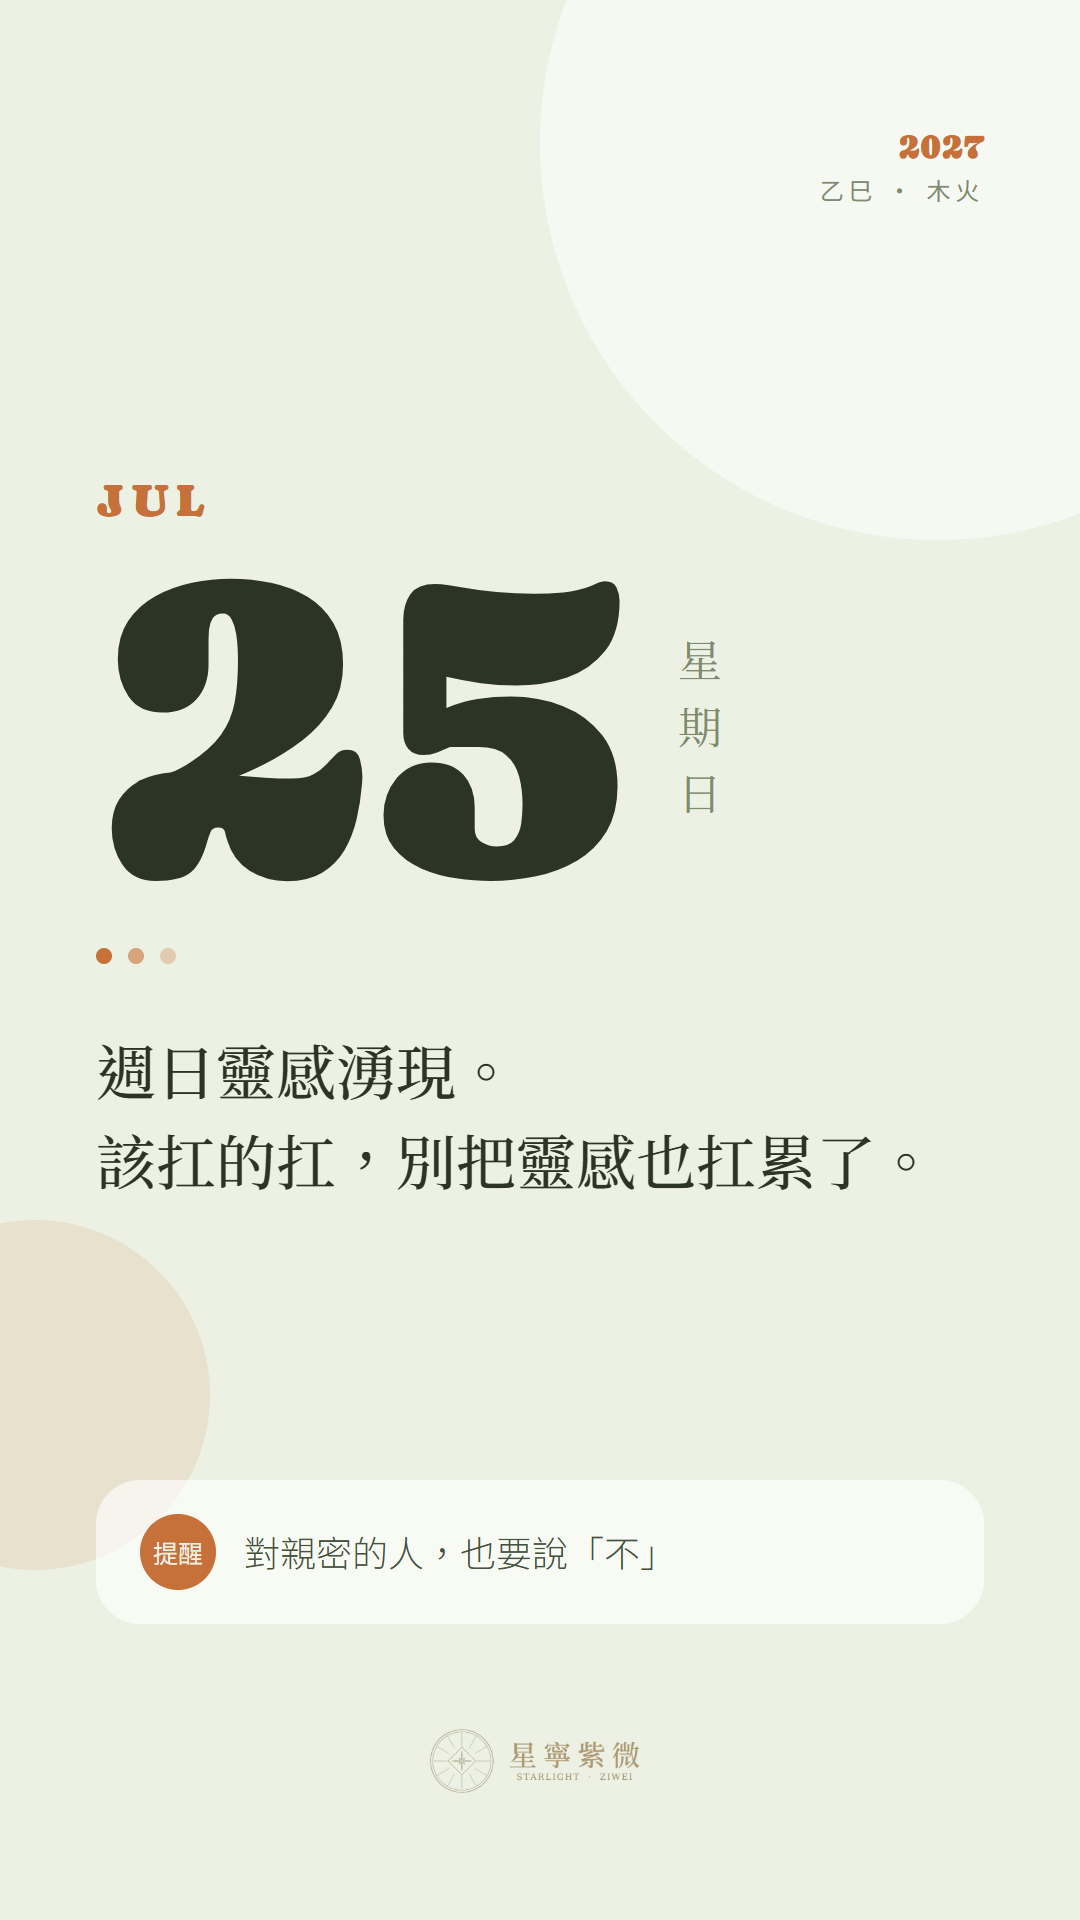 2027
乙巳 · 木火
JUL
25
星期日
週日靈感湧現。
該扛的扛，別把靈感也扛累了。
提醒
對親密的人，也要說「不」
星寧紫微
STARLIGHT · ZIWEI